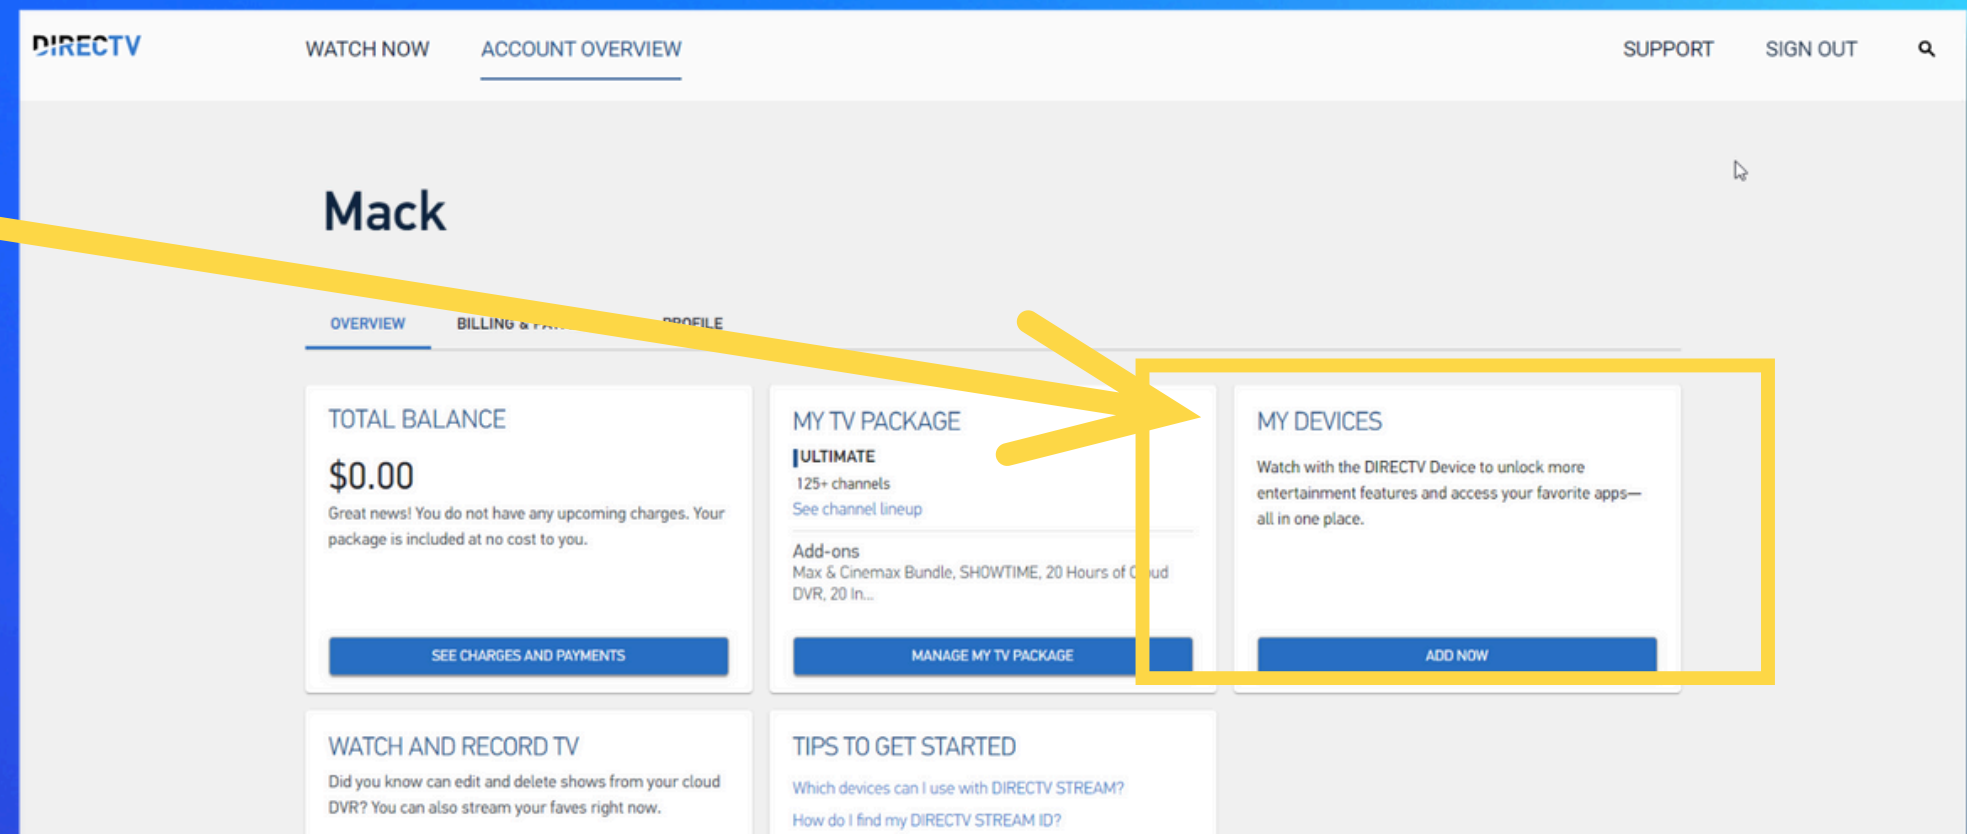 DIRECTV
WATCH NOW
ACCOUNT OVERVIEW
SUPPORT
SIGN OUT
Mack
OVERVIEW
BILLING &
PROFILE
TOTAL BALANCE
$0.00
Great news! You do not have any upcoming charges. Your
package is included at no cost to you.
SEE CHARGES AND PAYMENTS
MY TV PACKAGE
ULTIMATE
125+ channels
See channel lineup
Add-ons
Max & Cinemax Bundle, SHOWTIME, 20 Hours of Cloud
DVR, 20 In...
MANAGE MY TV PACKAGE
MY DEVICES
Watch with the DIRECTV Device to unlock more
entertainment features and access your favorite apps—
all in one place.
ADD NOW
WATCH AND RECORD TV
Did you know can edit and delete shows from your cloud
DVR? You can also stream your faves right now.
TIPS TO GET STARTED
Which devices can I use with DIRECTV STREAM?
How do I find my DIRECTV STREAM ID?